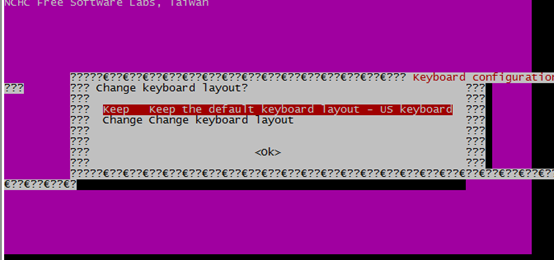 NCHC Free Software Labs, Taiwan
?????€??€??€??€??€??€??€??€??€??€??€??€??€??€??€??? Keyboard configuration
??? ??? Change keyboard layout? ???
??? ???
??? Keep Keep the default keyboard layout - US keyboard ???
??? Change Change keyboard layout ???
??? ???
??? ???
??? <Ok> ???
??? ???
?????€??€??€??€??€??€??€??€??€??€??€??€??€??€??€??€??€??€??€??€??€??€??€??
€??€??€??€?